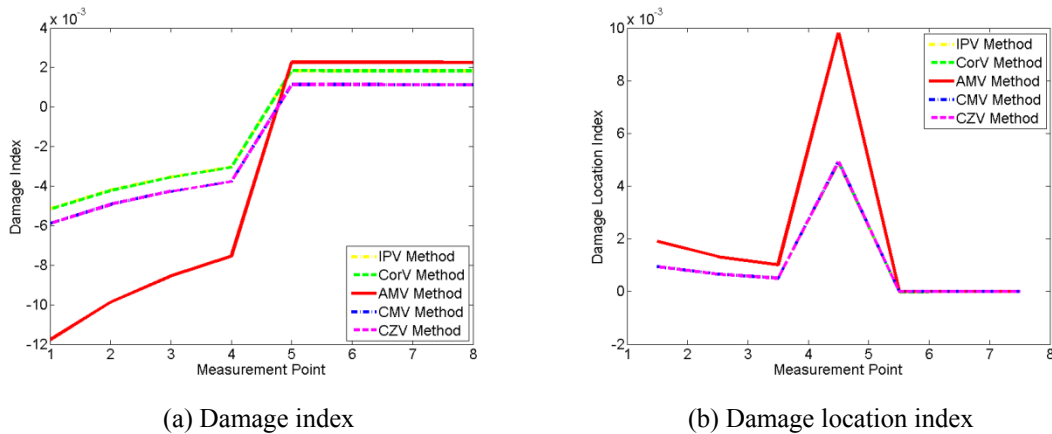 x 10⁻³
4
2
0
-2
-4
-6
-8
-10
-12
Damage Index
1 2 3 4 5 6 7 8
Measurement Point
IPV Method
CorV Method
AMV Method
CMV Method
CZV Method
(a) Damage index
x 10⁻³
10
8
6
4
2
0
-2
Damage Location Index
1 2 3 4 5 6 7 8
Measurement Point
IPV Method
CorV Method
AMV Method
CMV Method
CZV Method
(b) Damage location index